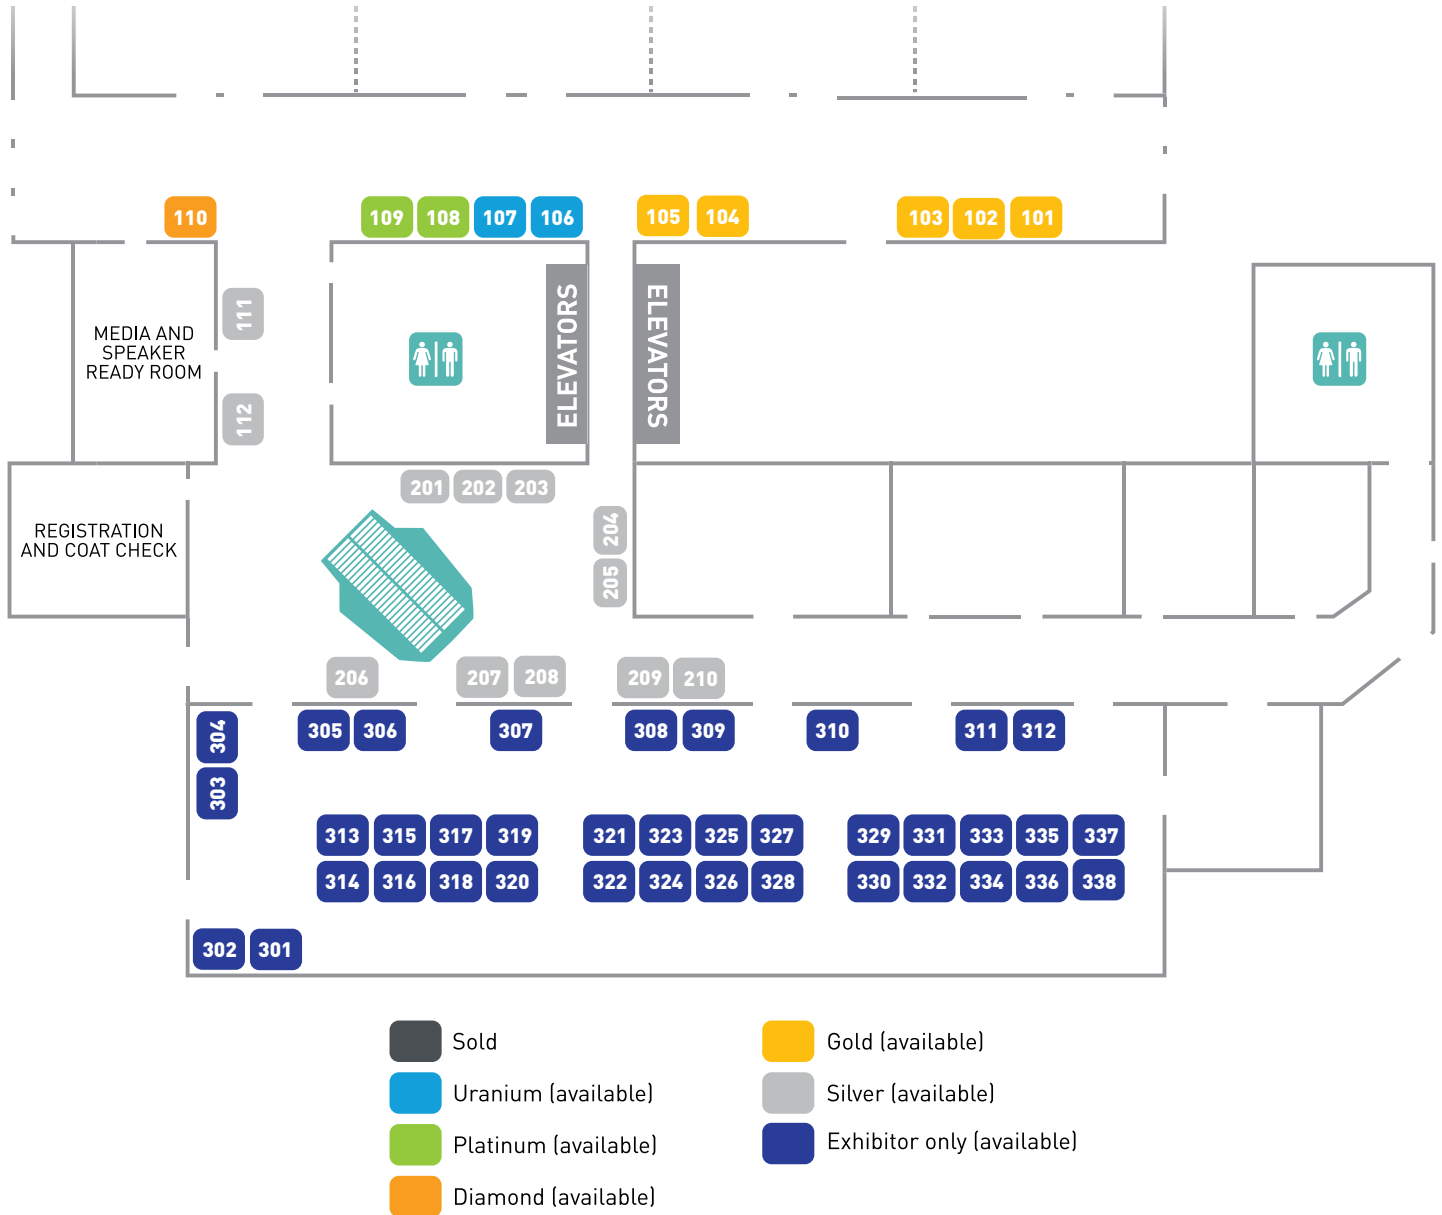 110
109 108 107 106
105 104
103 102 101
111
ELEVATORS
ELEVATORS
MEDIA AND
SPEAKER
READY ROOM
112
201 202 203
204
REGISTRATION
AND COAT CHECK
205
206
207 208
209 210
304
305 306
307
308 309
310
311 312
303
313 315 317 319
321 323 325 327
329 331 333 335 337
314 316 318 320
322 324 326 328
330 332 334 336 338
302 301
Sold
Uranium (available)
Platinum (available)
Diamond (available)
Gold (available)
Silver (available)
Exhibitor only (available)